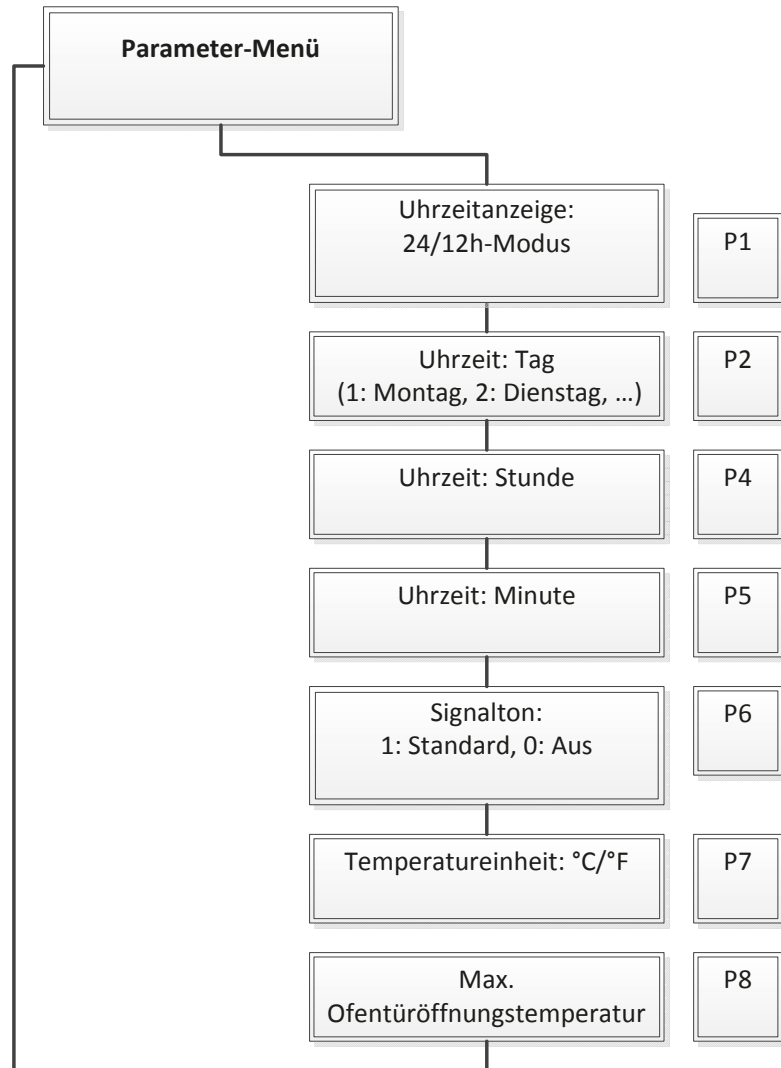 Parameter-Menü
Uhrzeitanzeige:
24/12h-Modus
P1
Uhrzeit: Tag
(1: Montag, 2: Dienstag, …)
P2
Uhrzeit: Stunde
P4
Uhrzeit: Minute
P5
Signalton:
1: Standard, 0: Aus
P6
Temperatureinheit: °C/°F
P7
Max.
Ofentüröffnungstemperatur
P8